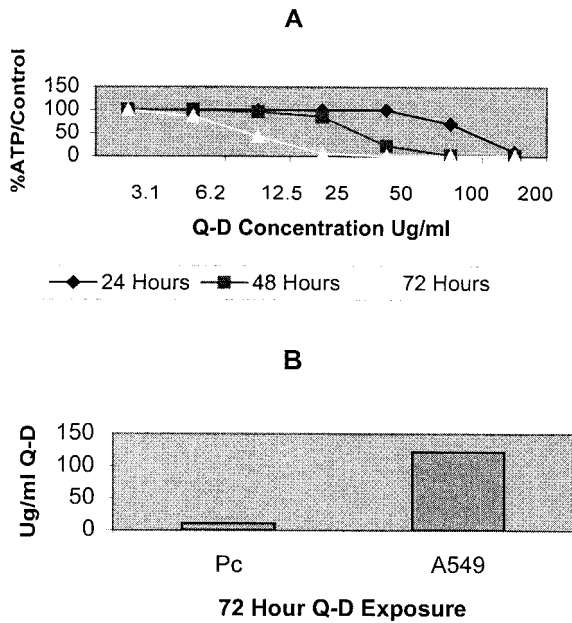 A
%ATP/Control
150
100
50
0
3.1 6.2 12.5 25 50 100 200
Q-D Concentration Ug/ml
24 Hours 48 Hours 72 Hours
B
Ug/ml Q-D
150
100
50
0
Pc A549
72 Hour Q-D Exposure